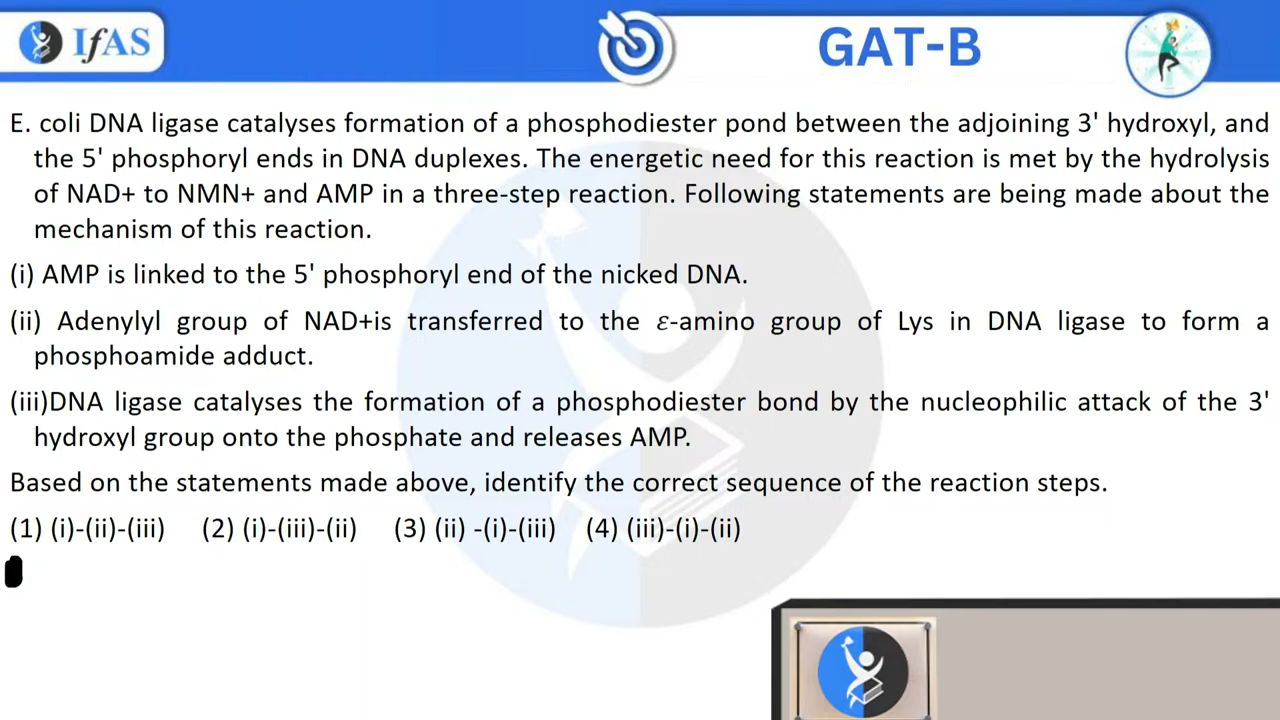 IfAS
GAT-B
E. coli DNA ligase catalyses formation of a phosphodiester pond between the adjoining 3' hydroxyl, and
the 5' phosphoryl ends in DNA duplexes. The energetic need for this reaction is met by the hydrolysis
of NAD+ to NMN+ and AMP in a three-step reaction. Following statements are being made about the
mechanism of this reaction.
(i) AMP is linked to the 5' phosphoryl end of the nicked DNA.
(ii) Adenylyl group of NAD+is transferred to the ε-amino group of Lys in DNA ligase to form a
phosphoamide adduct.
(iii)DNA ligase catalyses the formation of a phosphodiester bond by the nucleophilic attack of the 3'
hydroxyl group onto the phosphate and releases AMP.
Based on the statements made above, identify the correct sequence of the reaction steps.
(1) (i)-(ii)-(iii) (2) (i)-(iii)-(ii) (3) (ii) -(i)-(iii) (4) (iii)-(i)-(ii)